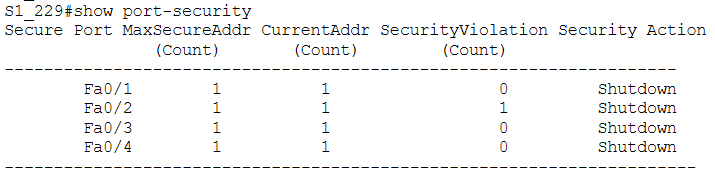 S1_229#show port-security
Secure Port MaxSecureAddr CurrentAddr SecurityViolation Security Action
(Count) (Count) (Count)
--------------------------------------------------------------------
Fa0/1 1 1 0 Shutdown
Fa0/2 1 1 1 Shutdown
Fa0/3 1 1 0 Shutdown
Fa0/4 1 1 0 Shutdown
----------------------------------------------------------------------